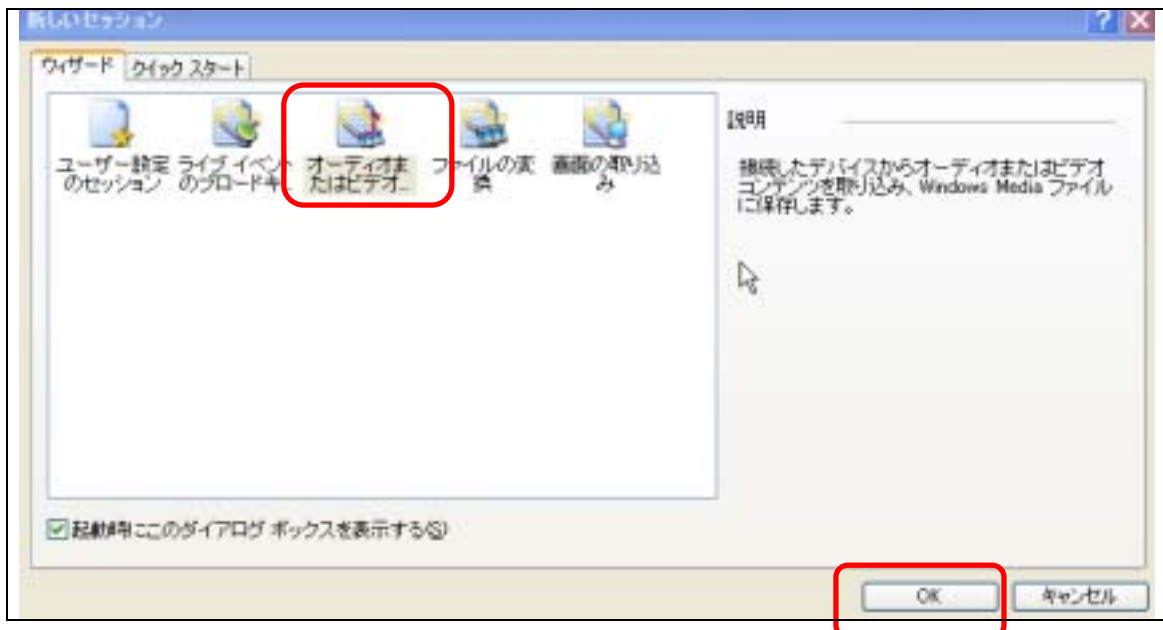 新しいセッション
ウィザード
クイック スタート
ユーザー設定
のセッション
ライブ イベント
のブロードキ...
オーディオま
たはビデオ...
ファイルの変
換
画面の取り込
み
説明
接続したデバイスからオーディオまたはビデオ
コンテンツを取り込み、Windows Media ファイル
に保存します。
起動時にこのダイアログ ボックスを表示する(S)
OK
キャンセル